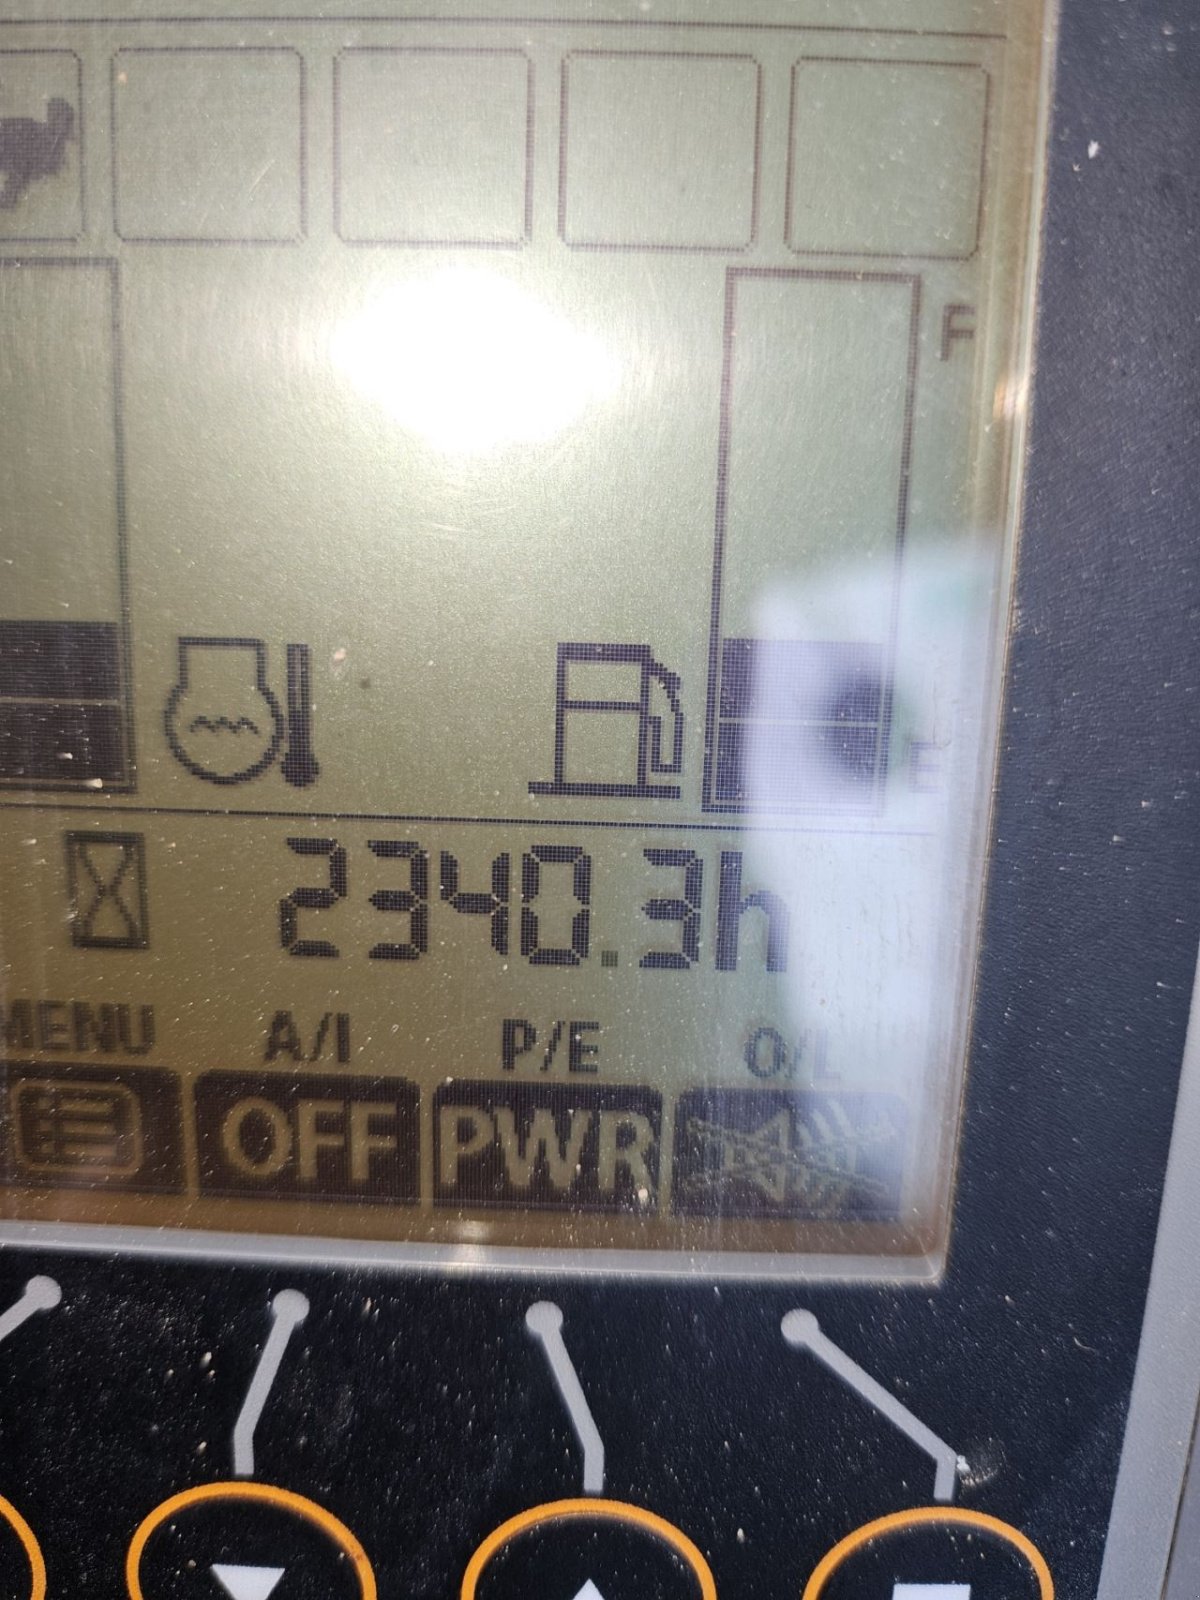 F
E
2340.3h
MENU A/I P/E O/L
OFF PWR